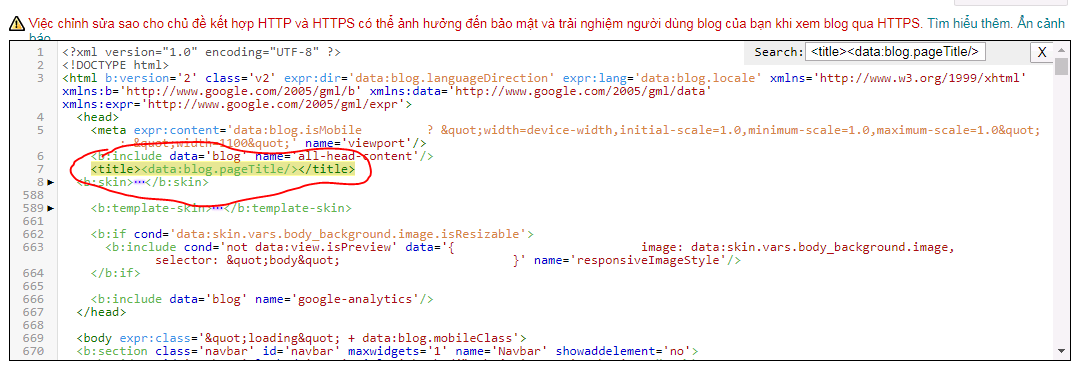 Việc chỉnh sửa sao cho chủ đề kết hợp HTTP và HTTPS có thể ảnh hưởng đến bảo mật và trải nghiệm người dùng blog của bạn khi xem blog qua HTTPS. Tìm hiểu thêm. Ẩn cảnh
báo
Search: <title><data:blog.pageTitle/> X
1 <?xml version="1.0" encoding="UTF-8" ?>
2 <!DOCTYPE html>
3 <html b:version='2' class='v2' expr:dir='data:blog.languageDirection' expr:lang='data:blog.locale' xmlns='http://www.w3.org/1999/xhtml'
xmlns:b='http://www.google.com/2005/gml/b' xmlns:data='http://www.google.com/2005/gml/data'
xmlns:expr='http://www.google.com/2005/gml/expr'>
4 <head>
5 <meta expr:content='data:blog.isMobile ? &quot;width=device-width,initial-scale=1.0,minimum-scale=1.0,maximum-scale=1.0&quot;
: &quot;width=1100&quot;' name='viewport'/>
6 <b:include data='blog' name='all-head-content'/>
7 <title><data:blog.pageTitle/></title>
8 <b:skin>…</b:skin>
588
589 <b:template-skin>…</b:template-skin>
661
662 <b:if cond='data:skin.vars.body_background.image.isResizable'>
663 <b:include cond='not data:view.isPreview' data='{ image: data:skin.vars.body_background.image,
selector: &quot;body&quot; }' name='responsiveImageStyle'/>
664 </b:if>
665
666 <b:include data='blog' name='google-analytics'/>
667 </head>
668
669 <body expr:class='&quot;loading&quot; + data:blog.mobileClass'>
670 <b:section class='navbar' id='navbar' maxwidgets='1' name='Navbar' showaddelement='no'>